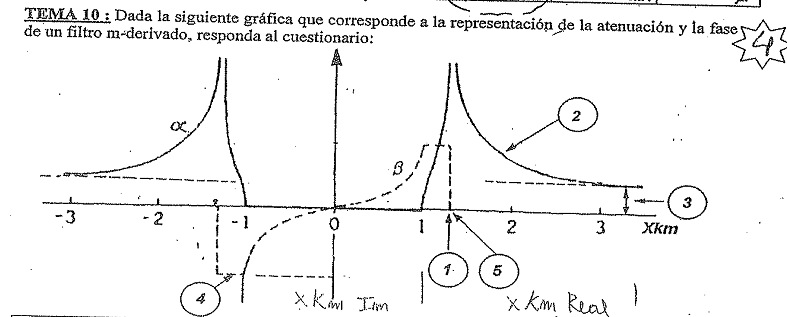 TEMA 10 : Dada la siguiente gráfica que corresponde a la representación de la atenuación y la fase
de un filtro m-derivado, responda al cuestionario:
4
α
2
β
3
-3 -2 -1 0 1 2 3 Xkm
1 5
4
X Km Im X Km Real